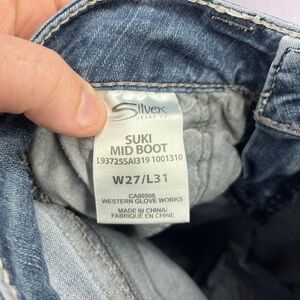 Silver
JEANS CO.
SUKI
MID BOOT
L93725SAI319 1001310
W27/L31
CA00508
WESTERN GLOVE WORKS
MADE IN CHINA/
FABRIQUÉ EN CHINE